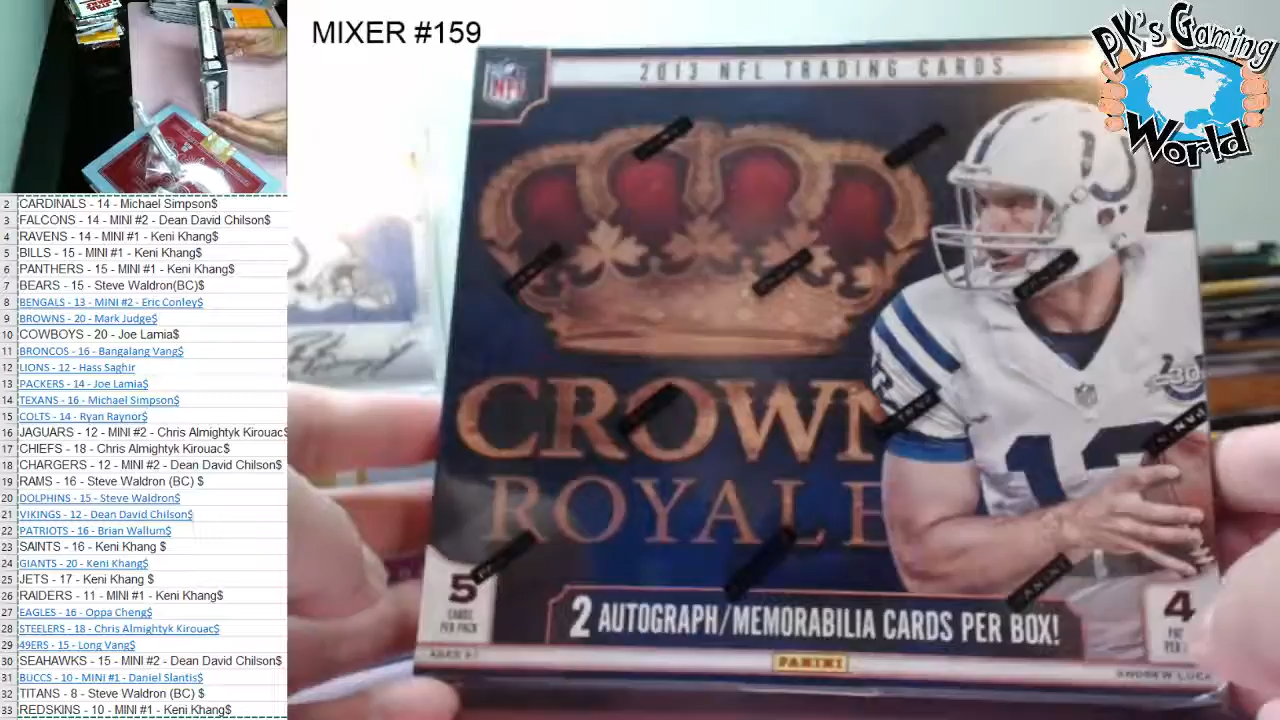 MIXER #159
PK's Gaming
World
2013 NFL TRADING CARDS
NFL
CROWN
ROYALE
5
CARDS
PER PACK
2 AUTOGRAPH/MEMORABILIA CARDS PER BOX!
4
PANINI
ANDREW LUCK
2 CARDINALS - 14 - Michael Simpson$
3 FALCONS - 14 - MINI #2 - Dean David Chilson$
4 RAVENS - 14 - MINI #1 - Keni Khang$
5 BILLS - 15 - MINI #1 - Keni Khang$
6 PANTHERS - 15 - MINI #1 - Keni Khang$
7 BEARS - 15 - Steve Waldron(BC)$
8 BENGALS - 13 - MINI #2 - Eric Conley$
9 BROWNS - 20 - Mark Judge$
10 COWBOYS - 20 - Joe Lamia$
11 BRONCOS - 16 - Bangalang Vang$
12 LIONS - 12 - Hass Saghir
13 PACKERS - 14 - Joe Lamia$
14 TEXANS - 16 - Michael Simpson$
15 COLTS - 14 - Ryan Raynor$
16 JAGUARS - 12 - MINI #2 - Chris Almightyk Kirouac$
17 CHIEFS - 18 - Chris Almightyk Kirouac$
18 CHARGERS - 12 - MINI #2 - Dean David Chilson$
19 RAMS - 16 - Steve Waldron (BC) $
20 DOLPHINS - 15 - Steve Waldron$
21 VIKINGS - 12 - Dean David Chilson$
22 PATRIOTS - 16 - Brian Wallum$
23 SAINTS - 16 - Keni Khang $
24 GIANTS - 20 - Keni Khang$
25 JETS - 17 - Keni Khang $
26 RAIDERS - 11 - MINI #1 - Keni Khang$
27 EAGLES - 16 - Oppa Cheng$
28 STEELERS - 18 - Chris Almightyk Kirouac$
29 49ERS - 15 - Long Vang$
30 SEAHAWKS - 15 - MINI #2 - Dean David Chilson$
31 BUCCS - 10 - MINI #1 - Daniel Slantis$
32 TITANS - 8 - Steve Waldron (BC) $
33 REDSKINS - 10 - MINI #1 - Keni Khang$